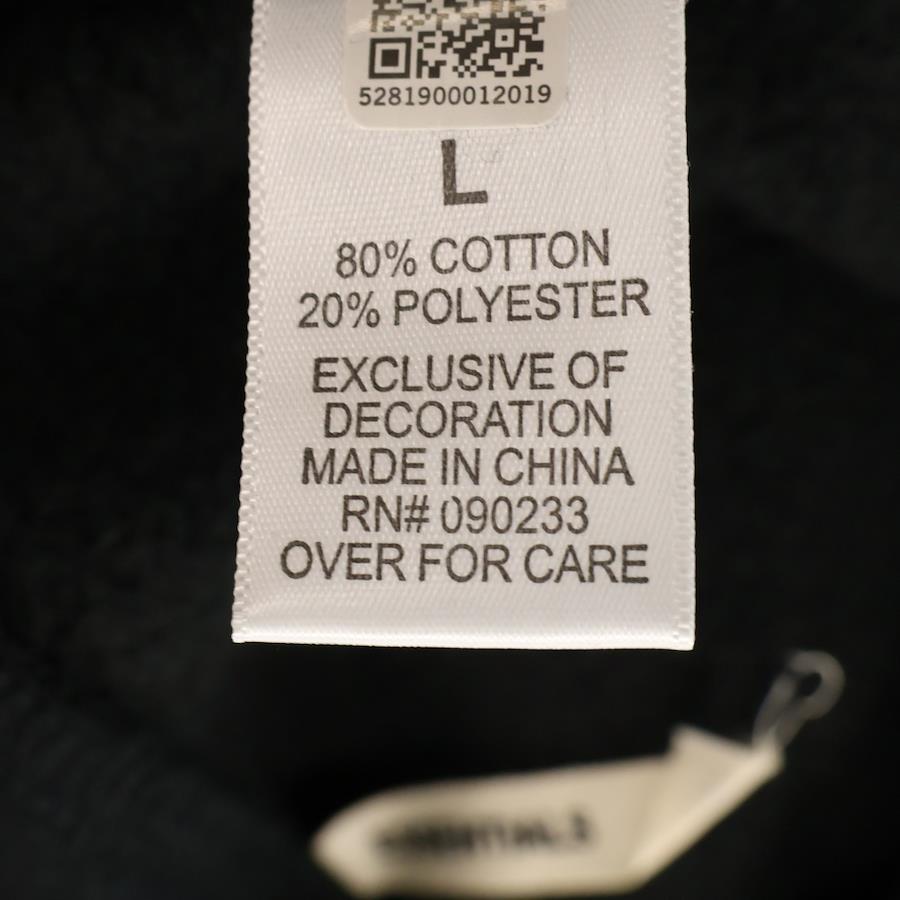 5281900012019
L
80% COTTON
20% POLYESTER
EXCLUSIVE OF
DECORATION
MADE IN CHINA
RN# 090233
OVER FOR CARE